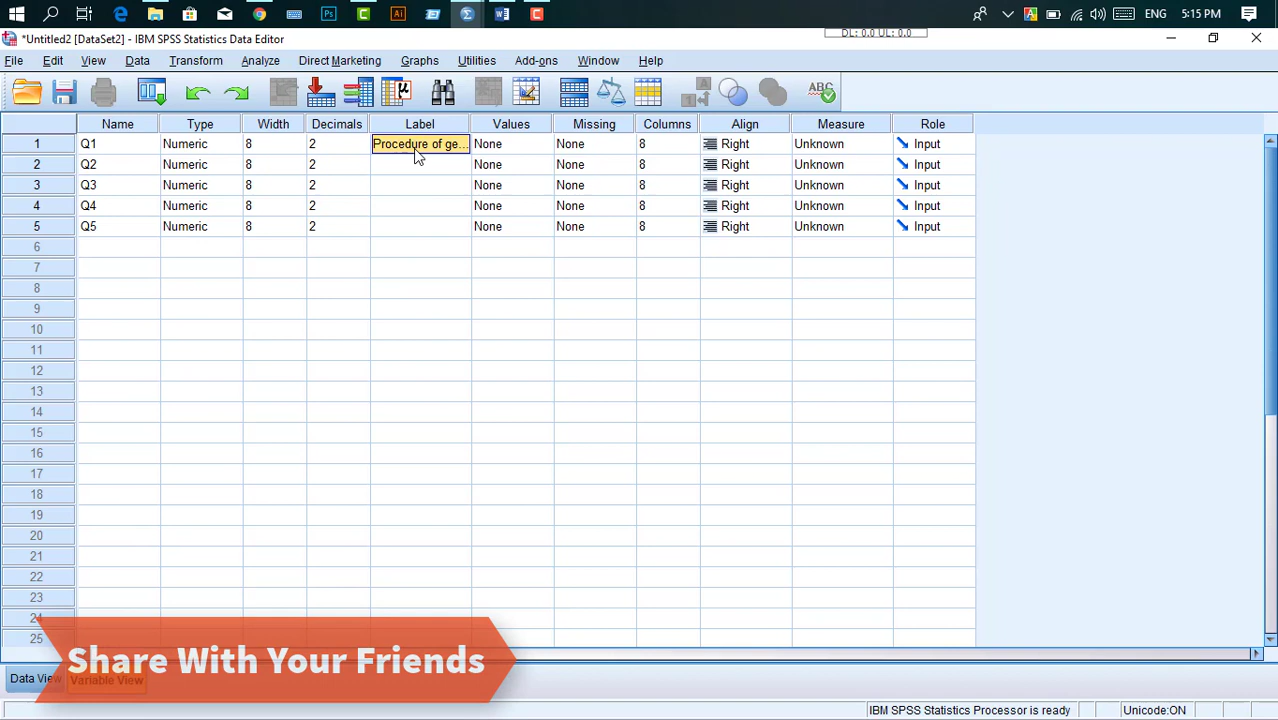 DL: 0.0 UL: 0.0
ENG 5:15 PM
*Untitled2 [DataSet2] - IBM SPSS Statistics Data Editor
File Edit View Data Transform Analyze Direct Marketing Graphs Utilities Add-ons Window Help
Name Type Width Decimals Label Values Missing Columns Align Measure Role
1 Q1 Numeric 8 2 Procedure of ge... None None 8 Right Unknown Input
2 Q2 Numeric 8 2 None None 8 Right Unknown Input
3 Q3 Numeric 8 2 None None 8 Right Unknown Input
4 Q4 Numeric 8 2 None None 8 Right Unknown Input
5 Q5 Numeric 8 2 None None 8 Right Unknown Input
6
7
8
9
10
11
12
13
14
15
16
17
18
19
20
21
22
23
24
25
Share With Your Friends
Data View Variable View
IBM SPSS Statistics Processor is ready Unicode:ON